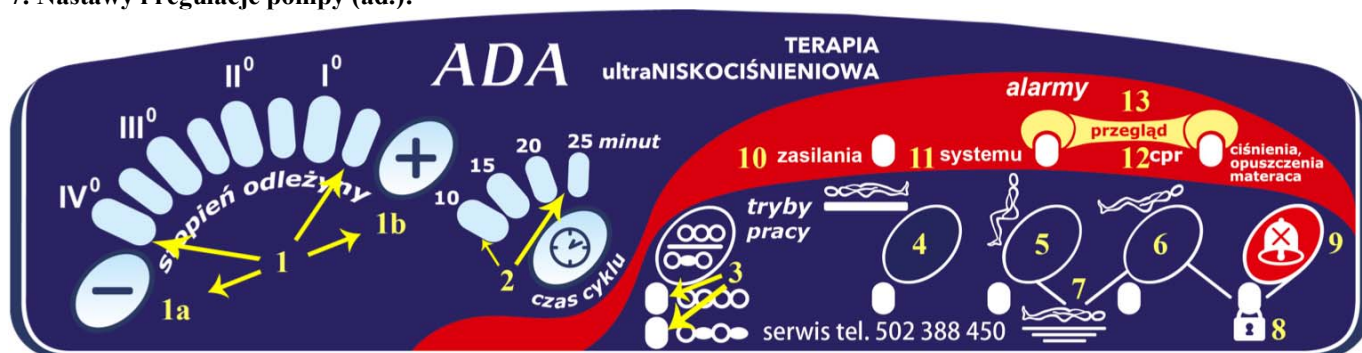 7. Nastawy i regulacje pompy (ad.).
ADA
TERAPIA
ultraNISKOCIŚNIENIOWA
IV⁰
III⁰
II⁰
I⁰
stopień odleżyny
+
−
1
1a
1b
10
15
20
25 minut
2
czas cyklu
alarmy
13
przegląd
10 zasilania
11 systemu
12 cpr
ciśnienia,
opuszczenia
materaca
tryby
pracy
3
4
5
6
7
8
9
serwis tel. 502 388 450